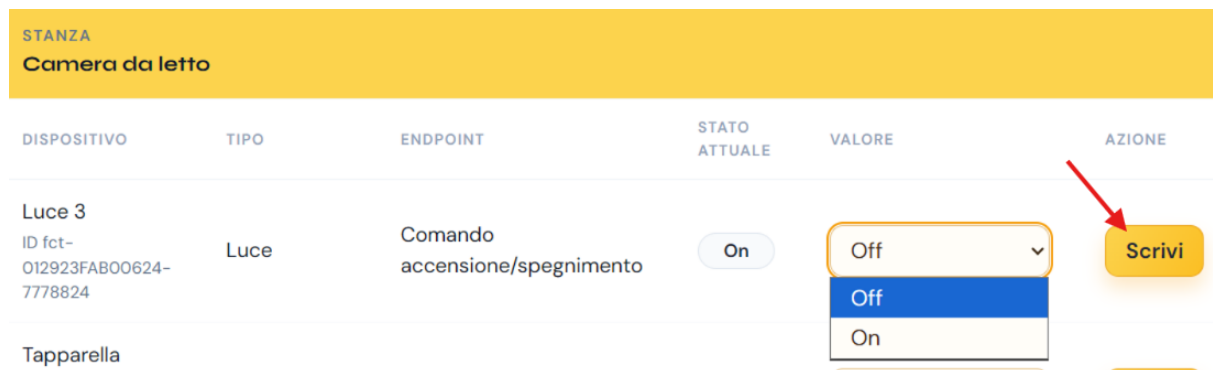 STANZA
Camera da letto
DISPOSITIVO TIPO ENDPOINT STATO ATTUALE VALORE AZIONE
Luce 3
ID fct-
012923FAB00624-
7778824
Luce
Comando
accensione/spegnimento
On
Off
Off
On
Scrivi
Tapparella